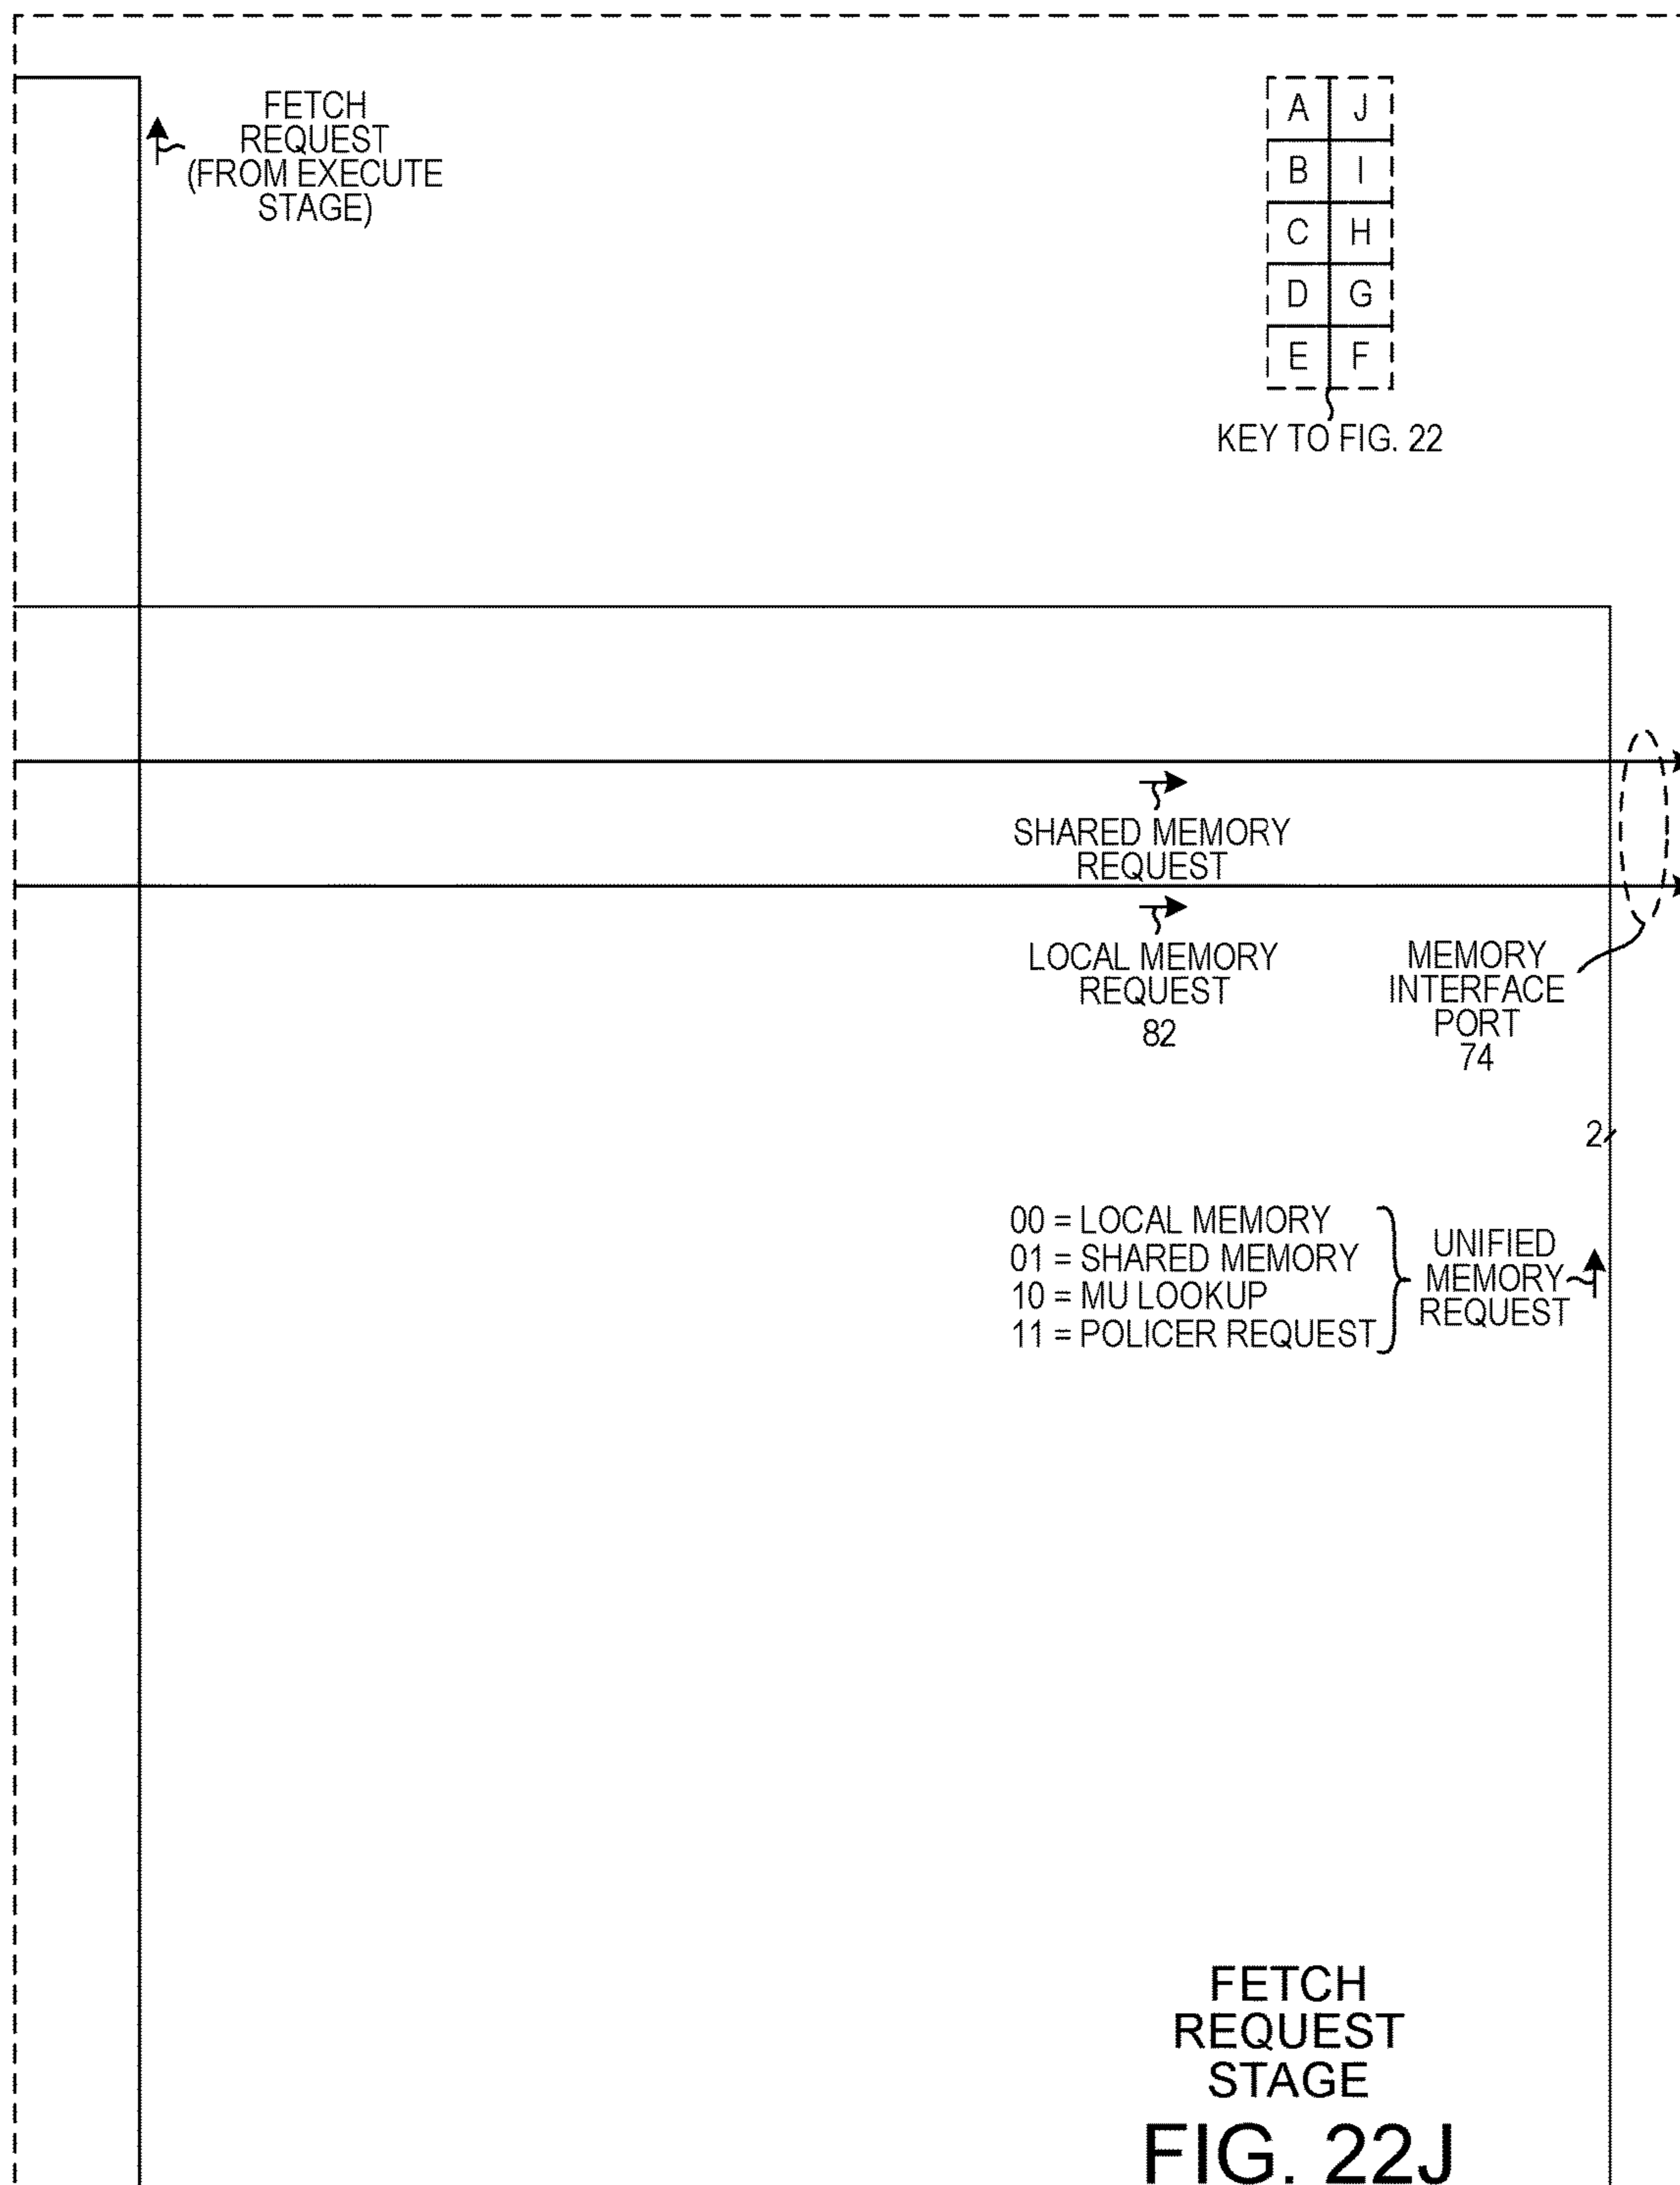 FETCH
REQUEST
(FROM EXECUTE
STAGE)
A J
B I
C H
D G
E F
KEY TO FIG. 22
SHARED MEMORY
REQUEST
LOCAL MEMORY
REQUEST
82
MEMORY
INTERFACE
PORT
74
2
00 = LOCAL MEMORY
01 = SHARED MEMORY
10 = MU LOOKUP
11 = POLICER REQUEST
UNIFIED
MEMORY
REQUEST
FETCH
REQUEST
STAGE
FIG. 22J